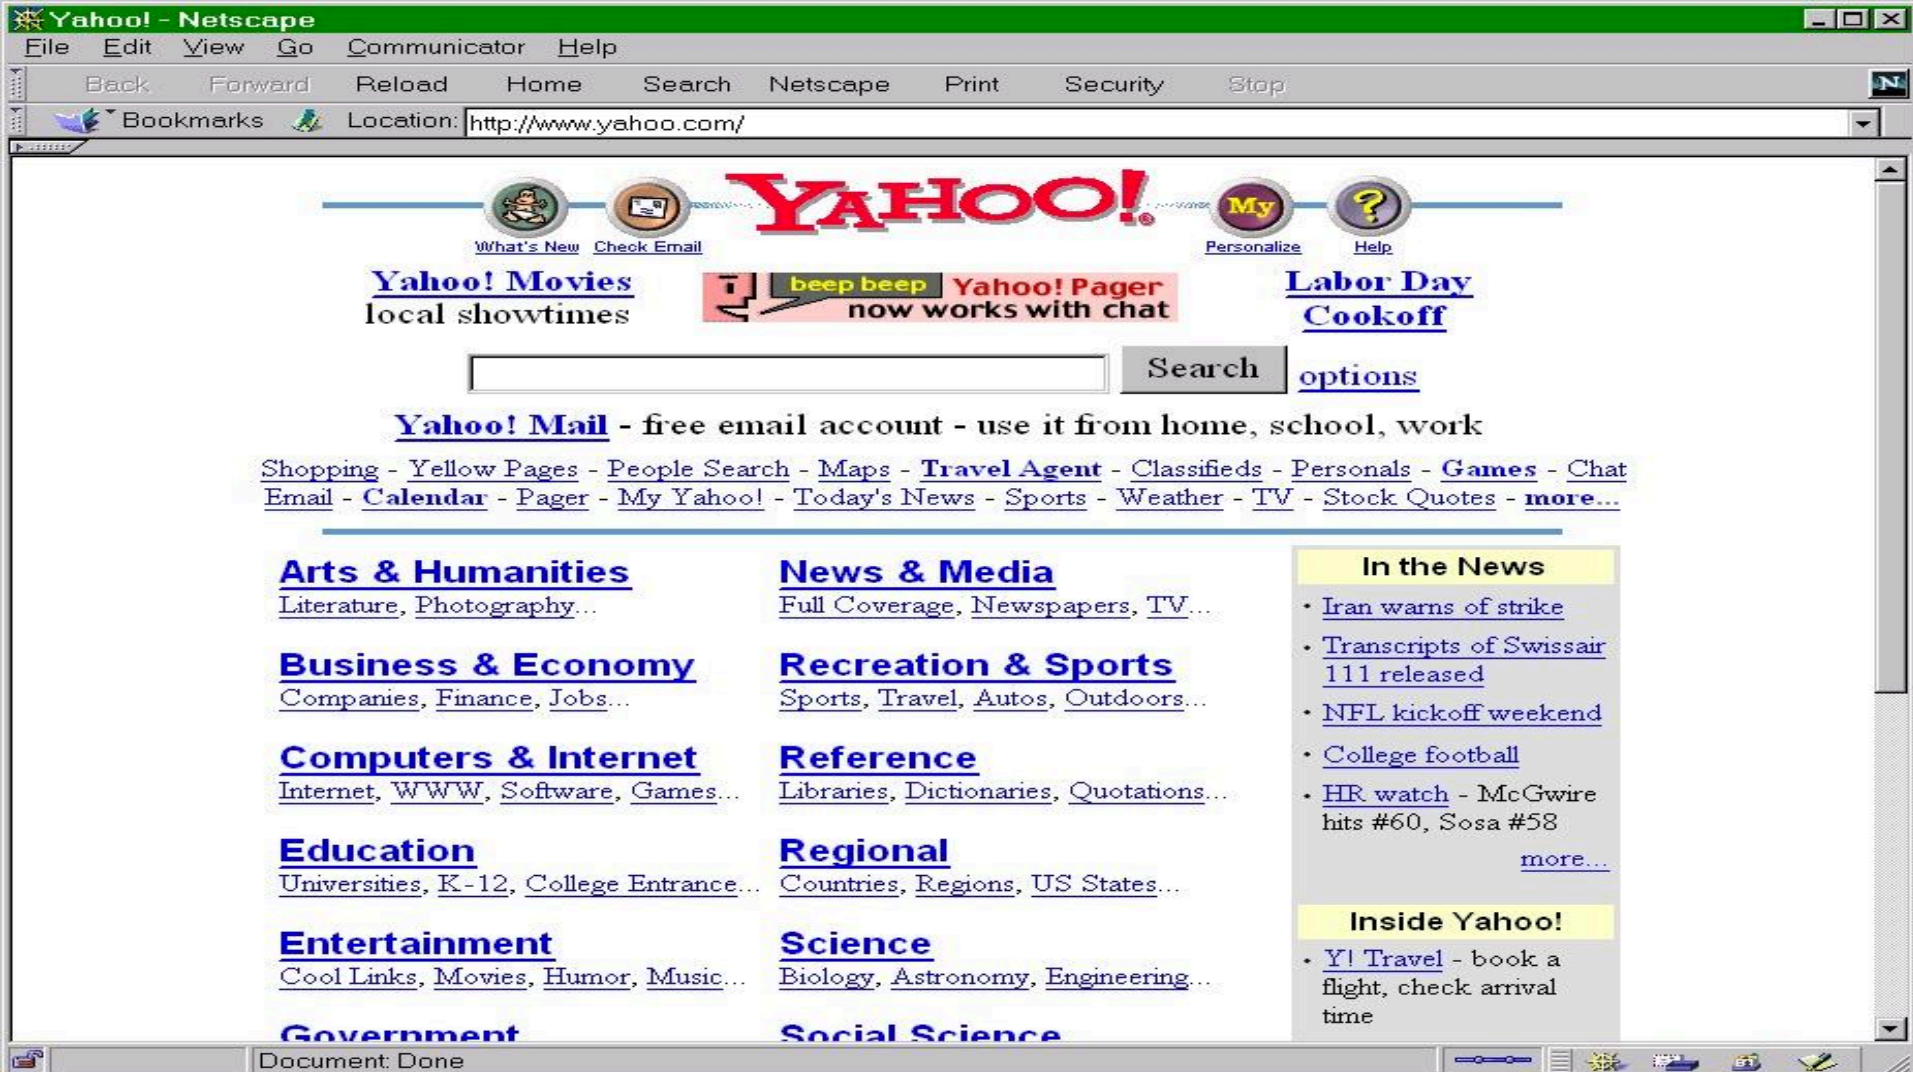 Yahoo! - Netscape
File Edit View Go Communicator Help
Back Forward Reload Home Search Netscape Print Security Stop
N
Bookmarks Location: http://www.yahoo.com/
YAHOO!
My ?
What's New Check Email Personalize Help
Yahoo! Movies
local showtimes
beep beep Yahoo! Pager
now works with chat
Labor Day
Cookoff
Search options
Yahoo! Mail - free email account - use it from home, school, work
Shopping - Yellow Pages - People Search - Maps - Travel Agent - Classifieds - Personals - Games - Chat
Email - Calendar - Pager - My Yahoo! - Today's News - Sports - Weather - TV - Stock Quotes - more...
Arts & Humanities
Literature, Photography...
Business & Economy
Companies, Finance, Jobs...
Computers & Internet
Internet, WWW, Software, Games...
Education
Universities, K-12, College Entrance...
Entertainment
Cool Links, Movies, Humor, Music...
Government
News & Media
Full Coverage, Newspapers, TV...
Recreation & Sports
Sports, Travel, Autos, Outdoors...
Reference
Libraries, Dictionaries, Quotations...
Regional
Countries, Regions, US States...
Science
Biology, Astronomy, Engineering...
Social Science
In the News
· Iran warns of strike
· Transcripts of Swissair
111 released
· NFL kickoff weekend
· College football
· HR watch - McGwire
hits #60, Sosa #58
more...
Inside Yahoo!
· Y! Travel - book a
flight, check arrival
time
Document: Done